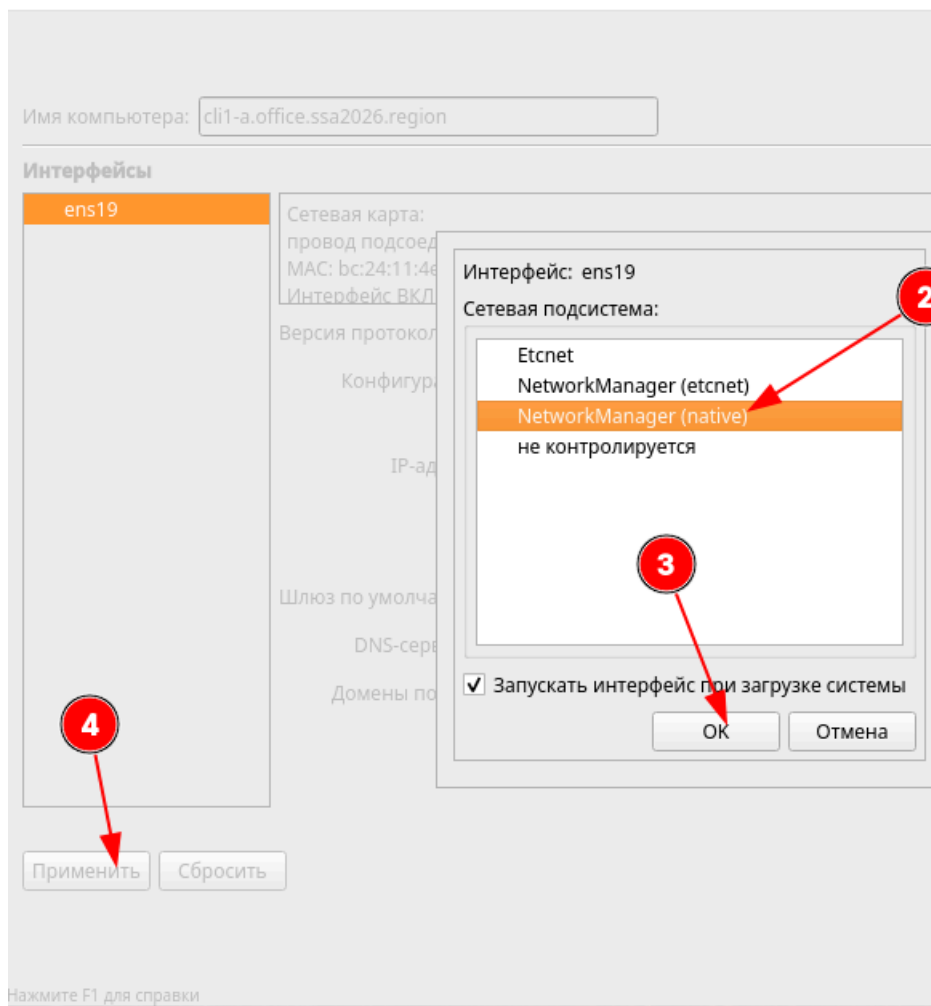 Имя компьютера: cli1-a.office.ssa2026.region
Интерфейсы
ens19
Сетевая карта:
провод подсоед
MAC: bc:24:11:4e
Интерфейс ВКЛ
Версия протокол
Конфигур
IP-ад
Шлюз по умолча
DNS-серв
Домены по
Интерфейс: ens19
Сетевая подсистема:
2
Etcnet
NetworkManager (etcnet)
NetworkManager (native)
не контролируется
3
Запускать интерфейс при загрузке системы
OK
Отмена
4
Применить
Сбросить
Нажмите F1 для справки